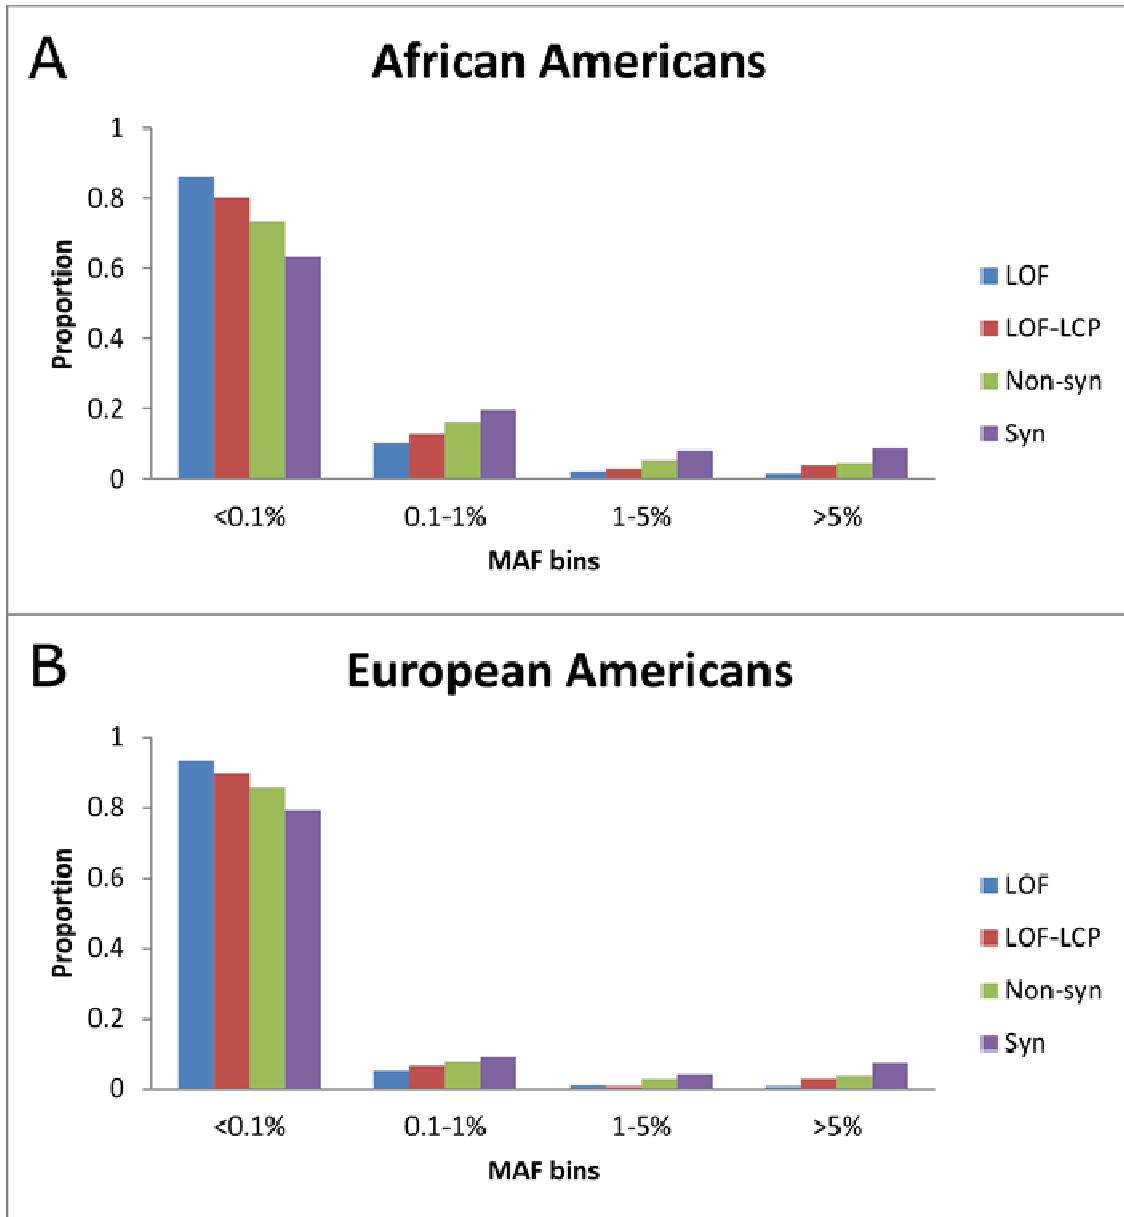 A
African Americans
1
0.8
0.6
0.4
0.2
0
Proportion
<0.1%
0.1-1%
1-5%
>5%
MAF bins
LOF
LOF-LCP
Non-syn
Syn
B
European Americans
1
0.8
0.6
0.4
0.2
0
Proportion
<0.1%
0.1-1%
1-5%
>5%
MAF bins
LOF
LOF-LCP
Non-syn
Syn